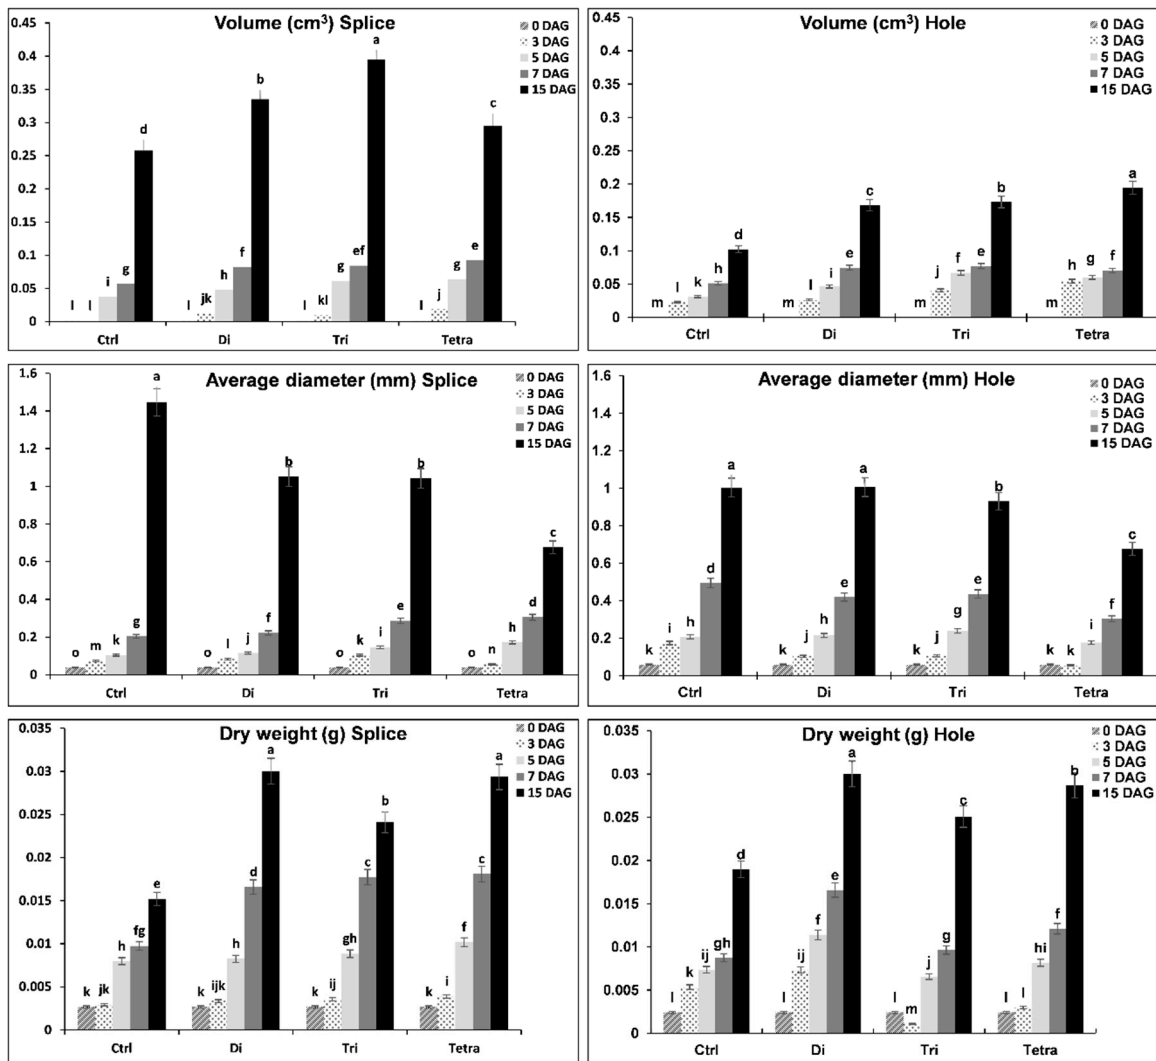 Volume (cm³) Splice
0 DAG
3 DAG
5 DAG
7 DAG
15 DAG
0.45
0.4
0.35
0.3
0.25
0.2
0.15
0.1
0.05
0
l l i g d
l jk h f b
l kl g ef a
l j g e c
Ctrl Di Tri Tetra
Volume (cm³) Hole
0 DAG
3 DAG
5 DAG
7 DAG
15 DAG
0.45
0.4
0.35
0.3
0.25
0.2
0.15
0.1
0.05
0
m l k h d
m l i e c
m j f e b
m h g f a
Ctrl Di Tri Tetra
Average diameter (mm) Splice
0 DAG
3 DAG
5 DAG
7 DAG
15 DAG
1.6
1.4
1.2
1
0.8
0.6
0.4
0.2
0
o m k g a
o l j f b
o k i e b
o n h d c
Ctrl Di Tri Tetra
Average diameter (mm) Hole
0 DAG
3 DAG
5 DAG
7 DAG
15 DAG
1.6
1.4
1.2
1
0.8
0.6
0.4
0.2
0
k i h d a
k j h e a
k j g e b
k k i f c
Ctrl Di Tri Tetra
Dry weight (g) Splice
0 DAG
3 DAG
5 DAG
7 DAG
15 DAG
0.035
0.03
0.025
0.02
0.015
0.01
0.005
0
k jk h fg e
k ijk h d a
k ij gh c b
k i f c a
Ctrl Di Tri Tetra
Dry weight (g) Hole
0 DAG
3 DAG
5 DAG
7 DAG
15 DAG
0.035
0.03
0.025
0.02
0.015
0.01
0.005
0
l k ij gh d
l ij f e a
l m j g c
l l hi f b
Ctrl Di Tri Tetra